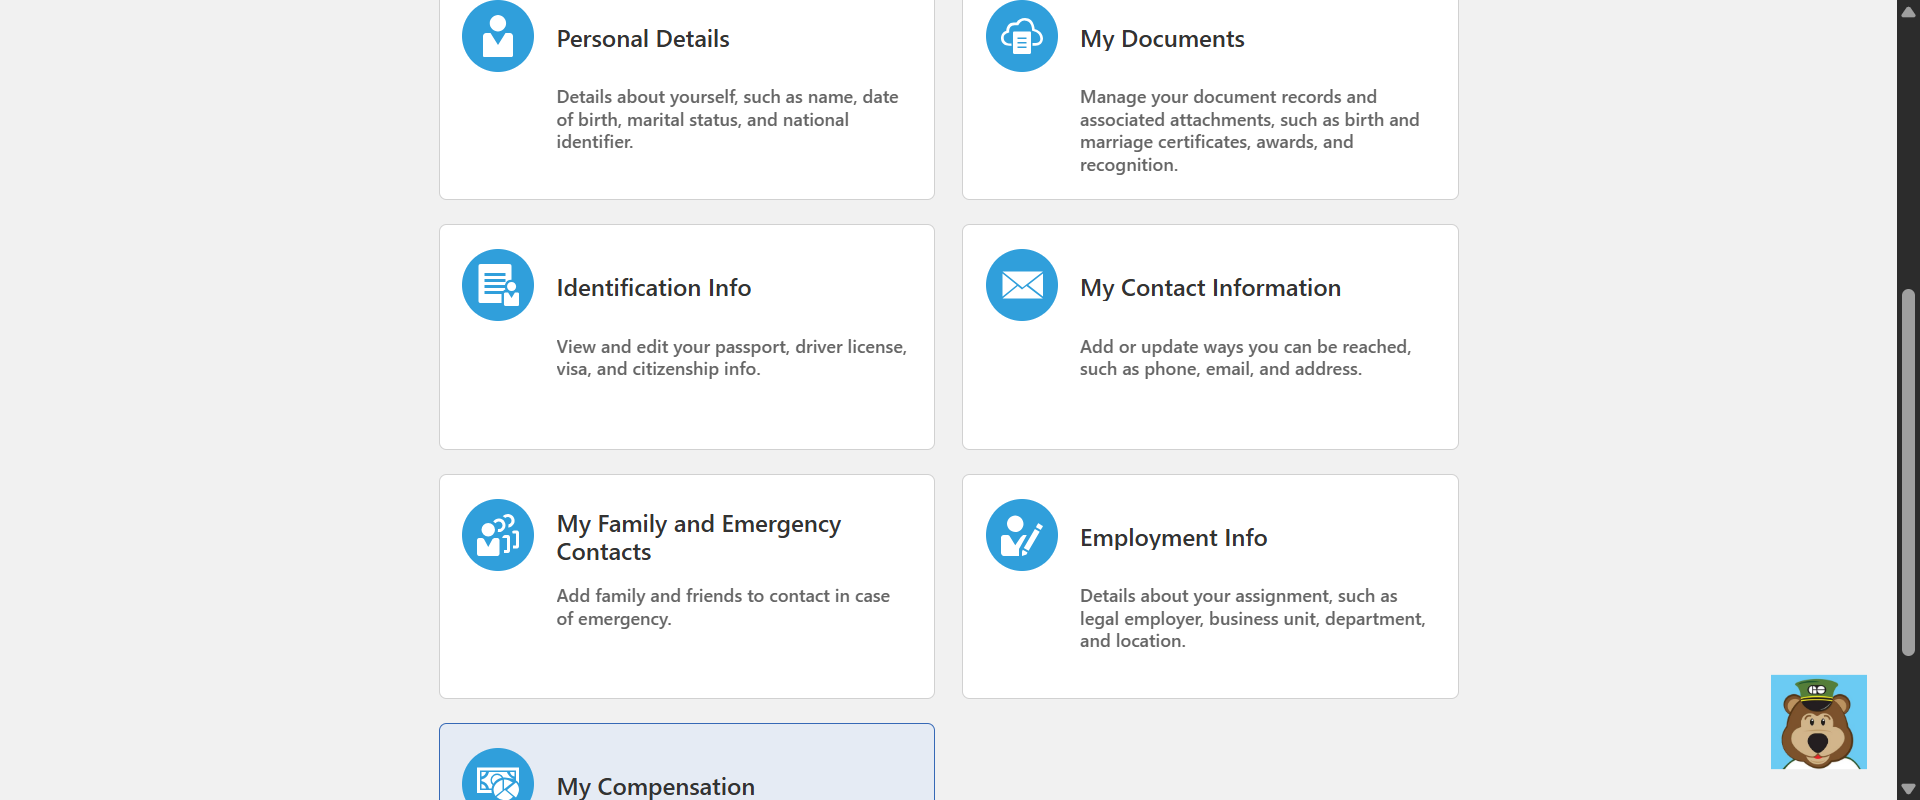 Personal Details
Details about yourself, such as name, date
of birth, marital status, and national
identifier.
My Documents
Manage your document records and
associated attachments, such as birth and
marriage certificates, awards, and
recognition.
Identification Info
View and edit your passport, driver license,
visa, and citizenship info.
My Contact Information
Add or update ways you can be reached,
such as phone, email, and address.
My Family and Emergency
Contacts
Add family and friends to contact in case
of emergency.
Employment Info
Details about your assignment, such as
legal employer, business unit, department,
and location.
My Compensation
GO